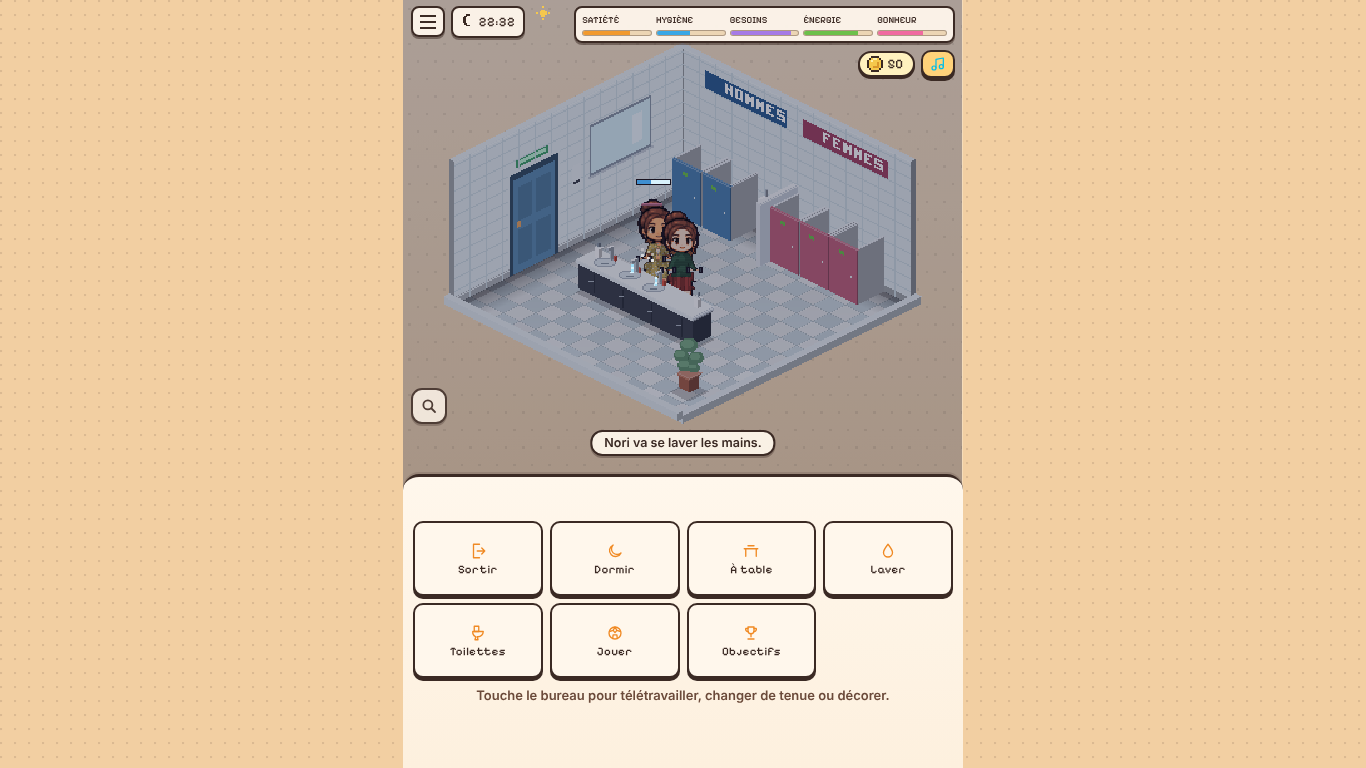 22:32
SATIÉTÉ
HYGIÈNE
BESOINS
ÉNERGIE
BONHEUR
80
HOMMES
FEMMES
Nori va se laver les mains.
Sortir
Dormir
À table
Laver
Toilettes
Jouer
Objectifs
Touche le bureau pour télétravailler, changer de tenue ou décorer.